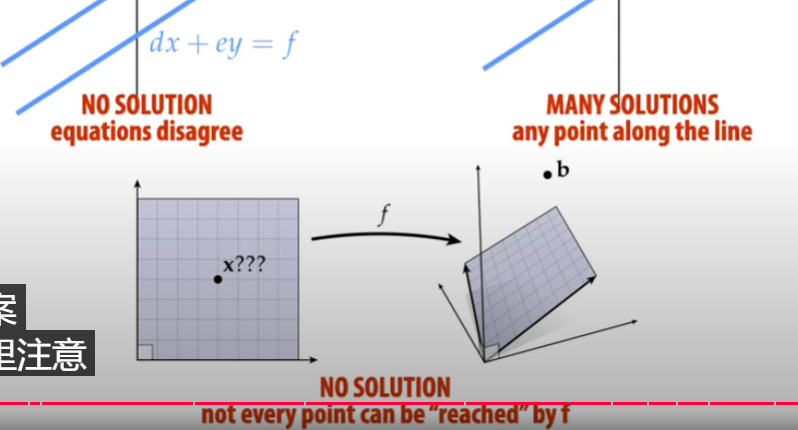 dx + ey = f
NO SOLUTION
equations disagree
MANY SOLUTIONS
any point along the line
b
f
x???
案
里注意
NO SOLUTION
not every point can be “reached” by f